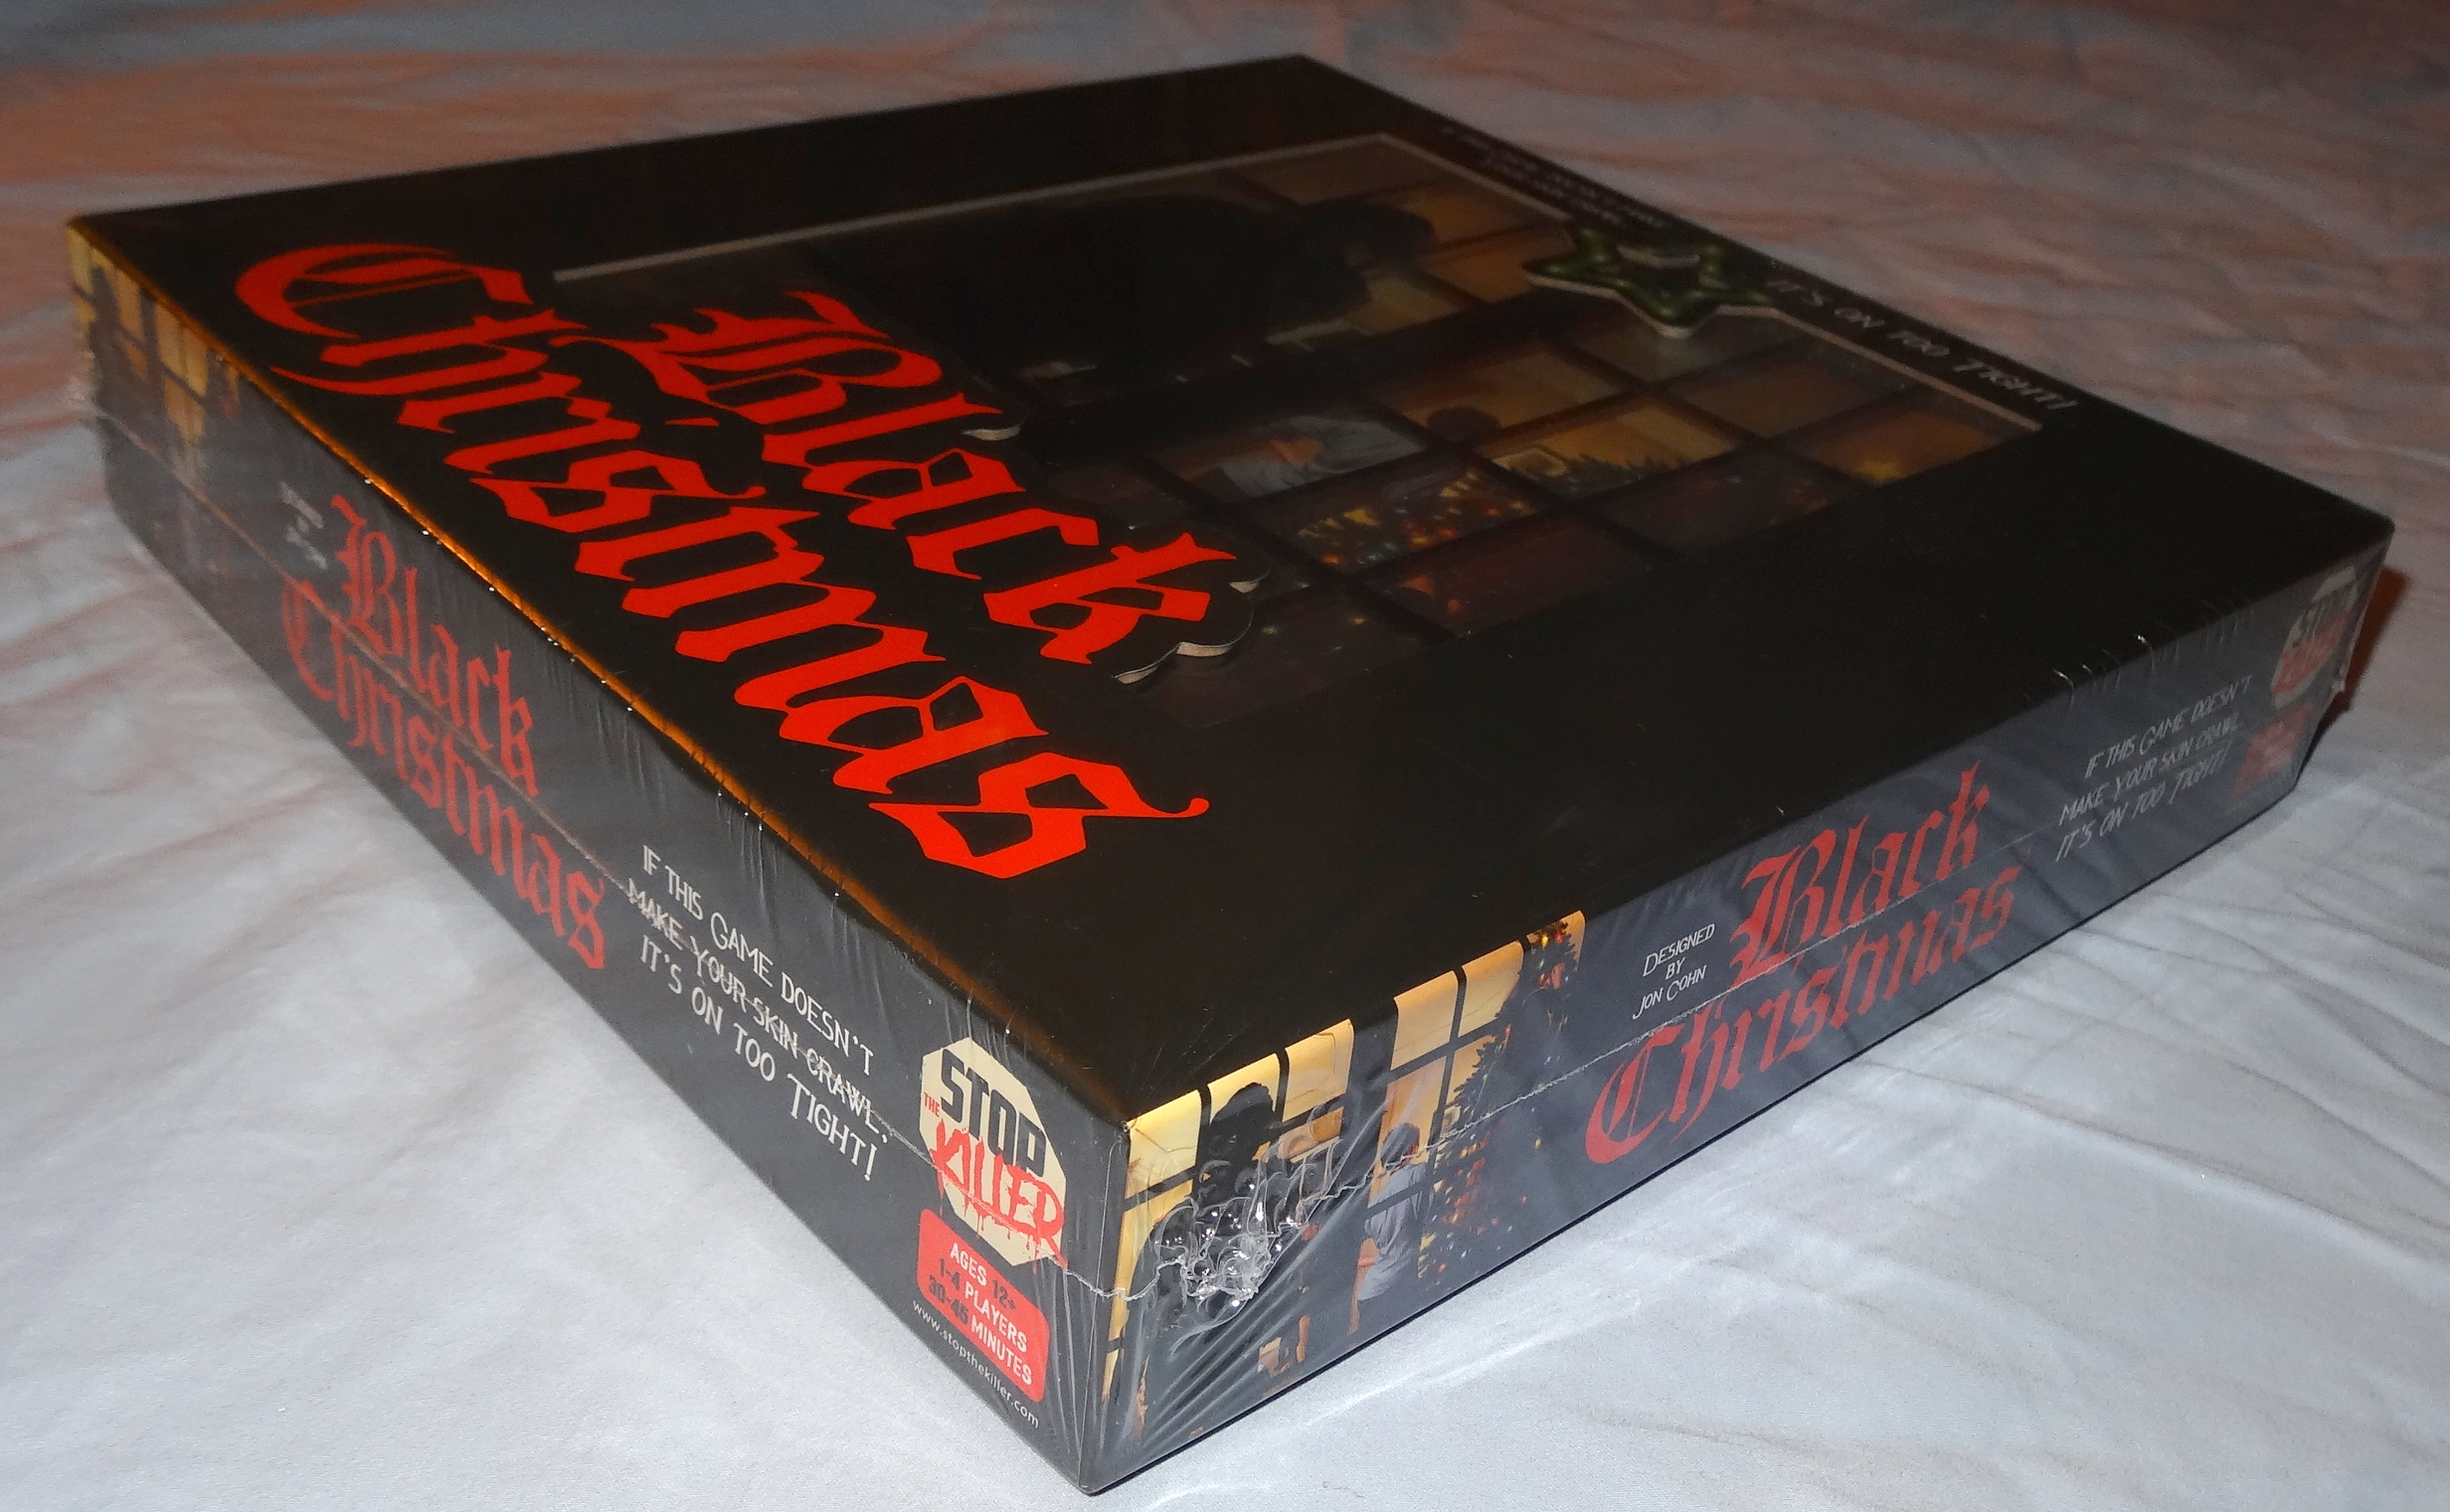 Black
Christmas
IT'S ON TOO TIGHT!
Black
Christmas
IF THIS GAME DOESN'T
MAKE YOUR SKIN CRAWL,
IT'S ON TOO TIGHT!
STOP
THE
KILLER
AGES 12+
1-4 PLAYERS
30-45 MINUTES
www.stopthekiller.com
DESIGNED
BY
JON COHN
Black
Christmas
IF THIS GAME DOESN'T
MAKE YOUR SKIN CRAWL,
IT'S ON TOO TIGHT!
STOP
KILLER